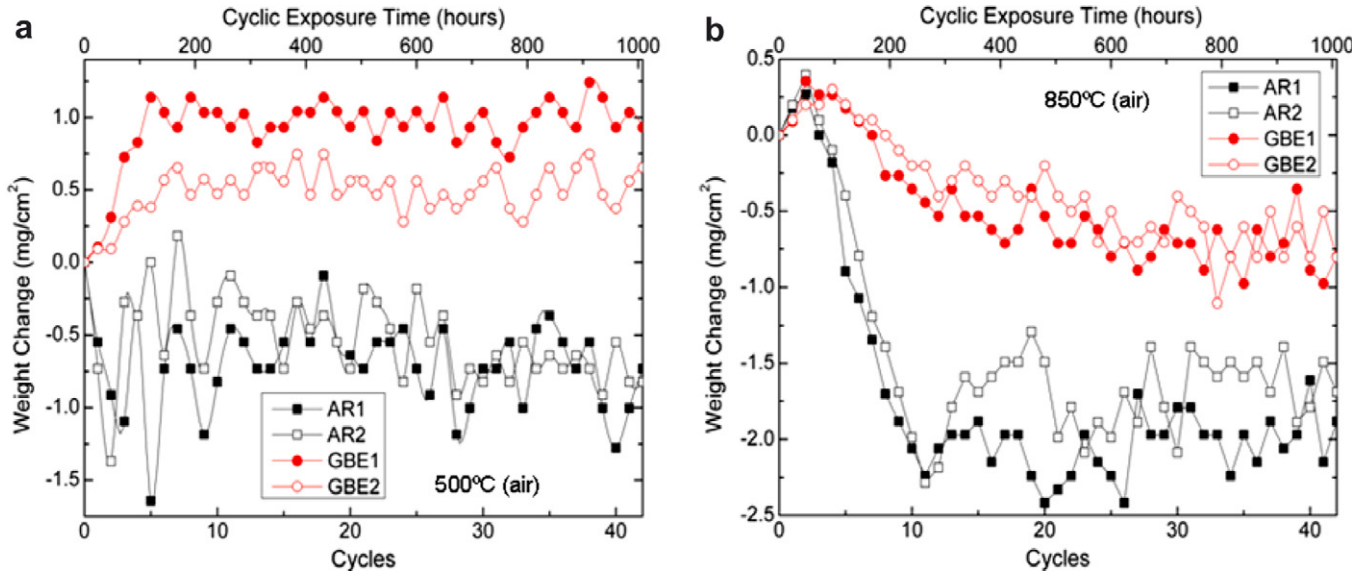 a
Cyclic Exposure Time (hours)
0 200 400 600 800 1000
Weight Change (mg/cm²)
1.0
0.5
0.0
-0.5
-1.0
-1.5
AR1
AR2
GBE1
GBE2
500ºC (air)
0 10 20 30 40
Cycles
b
Cyclic Exposure Time (hours)
0 200 400 600 800 1000
Weight Change (mg/cm²)
0.5
0.0
-0.5
-1.0
-1.5
-2.0
-2.5
850ºC (air)
AR1
AR2
GBE1
GBE2
0 10 20 30 40
Cycles